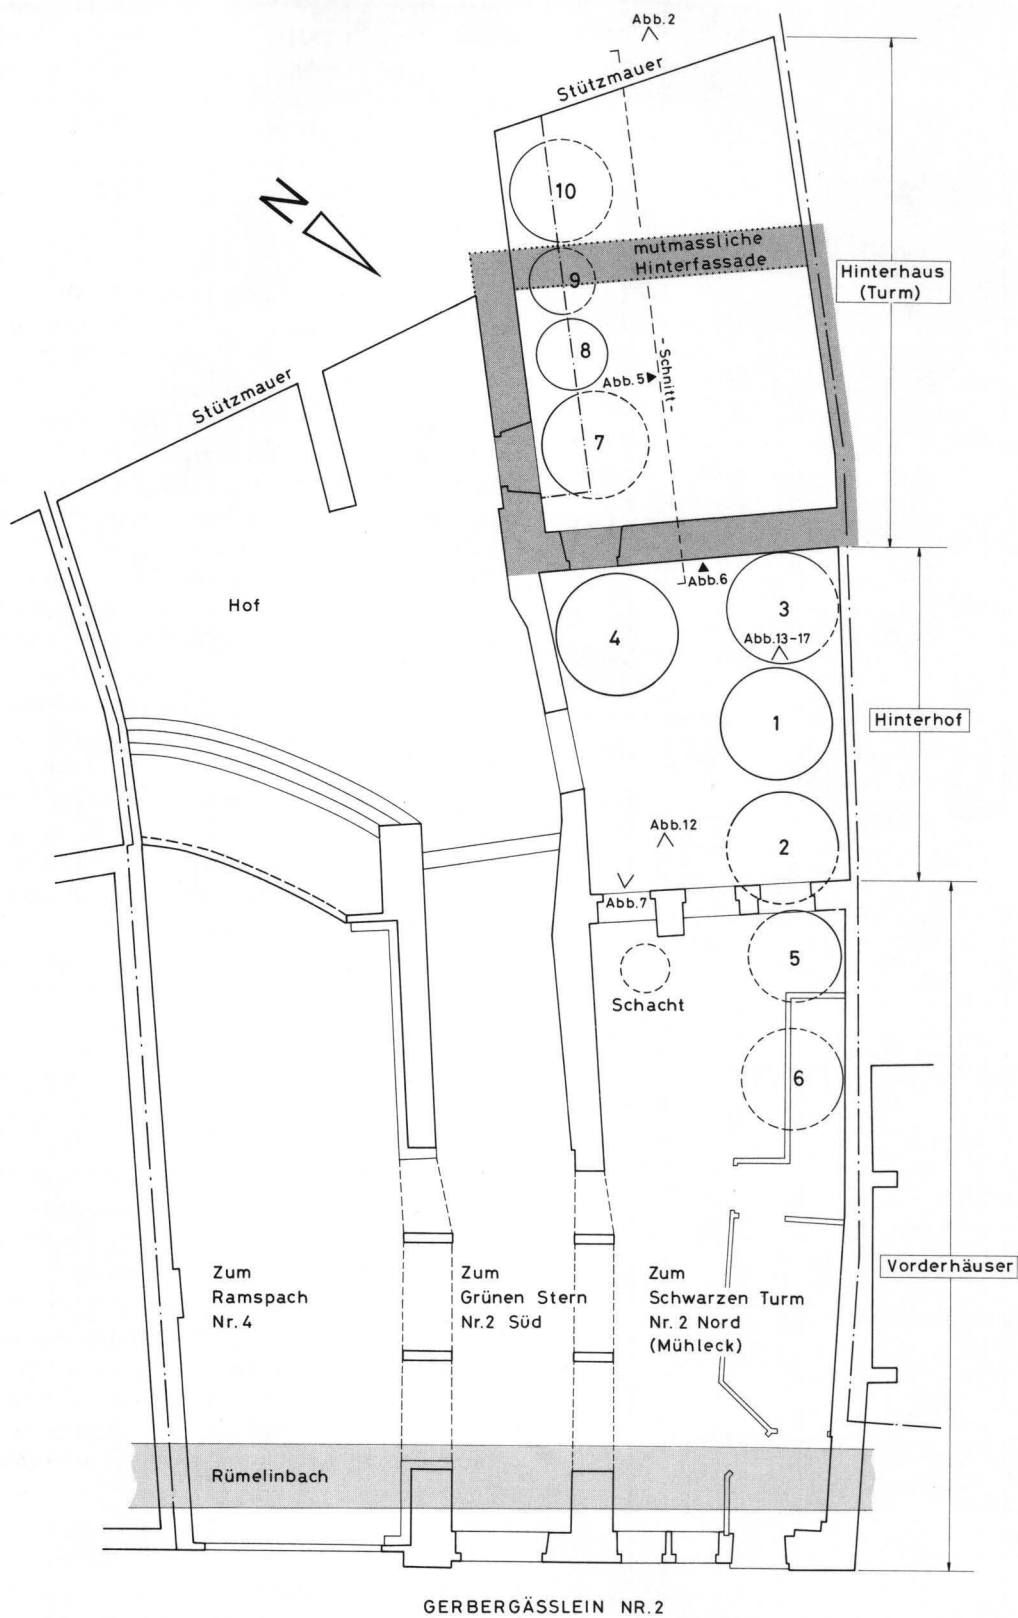 Abb.2
Stützmauer
N
10
mutmassliche
Hinterfassade
9
Hinterhaus
(Turm)
8
-Schnitt-
Abb.5
Stützmauer
7
Abb.6
Hof
4
3
Abb.13-17
1
Hinterhof
Abb.12
2
Abb.7
5
Schacht
6
Vorderhäuser
Zum
Ramspach
Nr.4
Zum
Grünen Stern
Nr.2 Süd
Zum
Schwarzen Turm
Nr.2 Nord
(Mühleck)
Rümelinbach
GERBERGÄSSLEIN NR.2